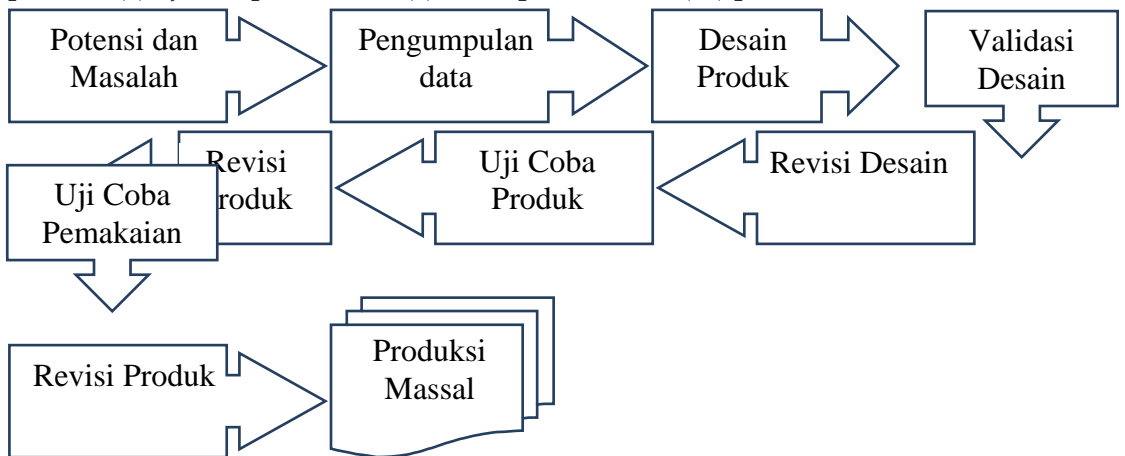 Potensi dan
Masalah
Pengumpulan
data
Desain
Produk
Validasi
Desain
Revisi Desain
Uji Coba
Produk
Revisi
roduk
Uji Coba
Pemakaian
Revisi Produk
Produksi
Massal